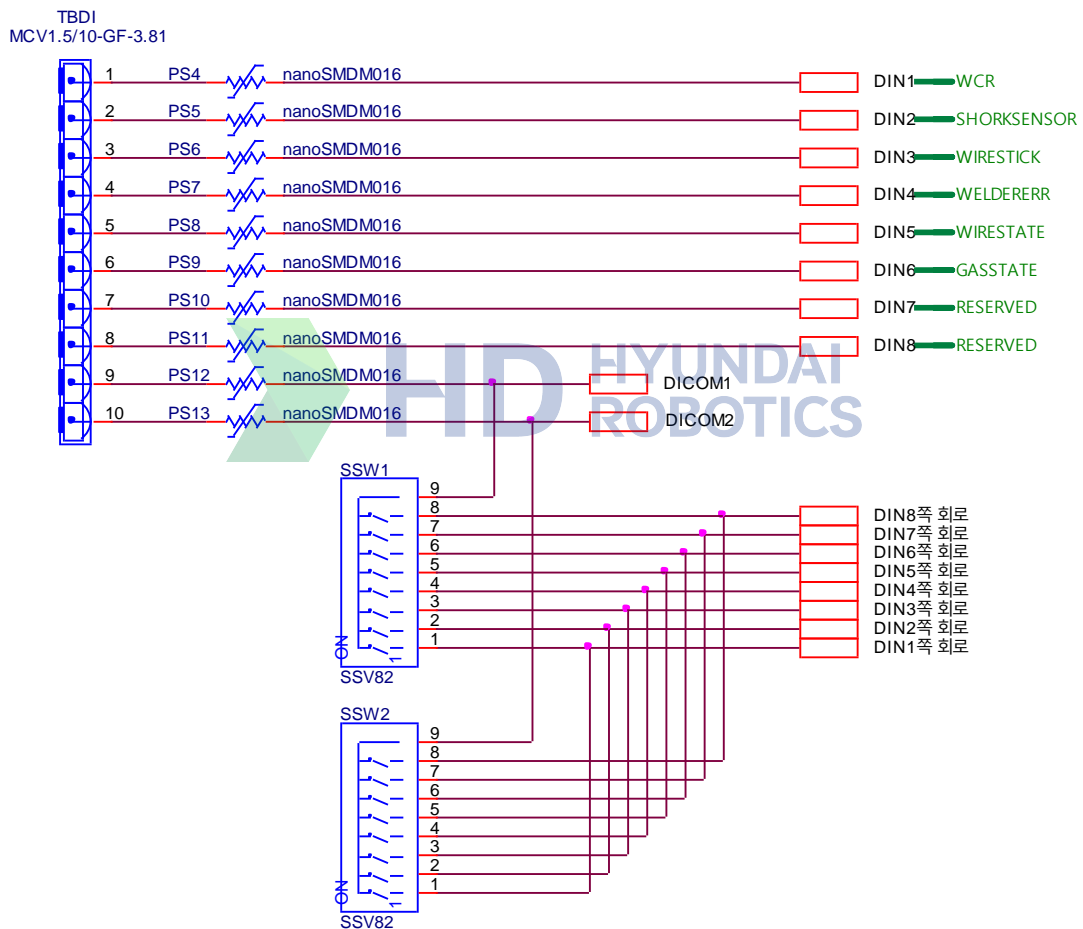 TBDI
MCV1.5/10-GF-3.81
1 PS4 nanoSMDM016 DIN1 WCR
2 PS5 nanoSMDM016 DIN2 SHORKSENSOR
3 PS6 nanoSMDM016 DIN3 WIRESTICK
4 PS7 nanoSMDM016 DIN4 WELDERERR
5 PS8 nanoSMDM016 DIN5 WIRESTATE
6 PS9 nanoSMDM016 DIN6 GASSTATE
7 PS10 nanoSMDM016 DIN7 RESERVED
8 PS11 nanoSMDM016 DIN8 RESERVED
9 PS12 nanoSMDM016 DICOM1
10 PS13 nanoSMDM016 DICOM2
HD HYUNDAI
ROBOTICS
SSW1
9
8 DIN8쪽 회로
7 DIN7쪽 회로
6 DIN6쪽 회로
5 DIN5쪽 회로
4 DIN4쪽 회로
3 DIN3쪽 회로
2 DIN2쪽 회로
1 DIN1쪽 회로
ON 1
SSV82
SSW2
9
8
7
6
5
4
3
2
1
ON 1
SSV82